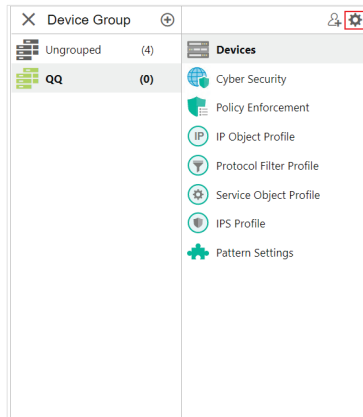 Device Group
Ungrouped (4)
QQ (0)
Devices
Cyber Security
Policy Enforcement
IP IP Object Profile
Protocol Filter Profile
Service Object Profile
IPS Profile
Pattern Settings